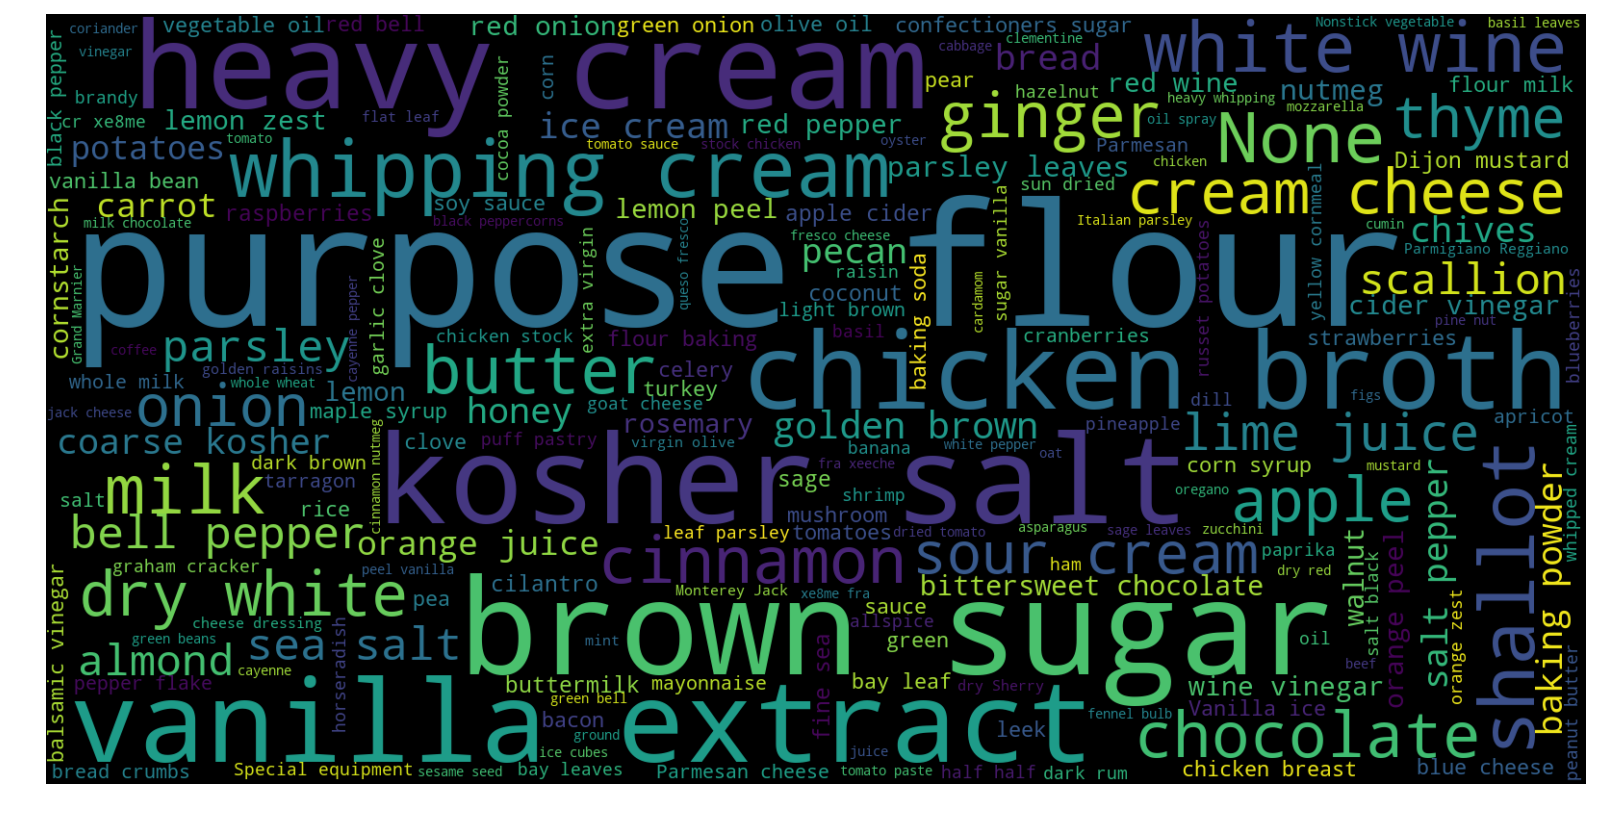 coriander
vegetable oil
red bell
red onion
green onion
olive oil
confectioners sugar
Nonstick vegetable
basil leaves
vinegar
heavy cream
cabbage
clementine
bread
white wine
black pepper
brandy
cocoa powder
corn
pear
hazelnut
red wine
nutmeg
flour milk
cr xe8me
lemon zest
flat leaf
ice cream
red pepper
ginger
heavy whipping
mozzarella
oil spray
None
thyme
potatoes
tomato
whipping cream
tomato sauce
stock chicken
oyster
parsley leaves
Parmesan
chicken
Dijon mustard
vanilla bean
sun dried
cream cheese
carrot
raspberries
soy sauce
lemon peel
apple cider
sugar vanilla
cornstarch
milk chocolate
black peppercorns
Italian parsley
cumin
chives
purpose flour
garlic clove
extra virgin
queso fresco
fresco cheese
pecan
raisin
baking soda
cardamom
russet potatoes
yellow cornmeal
Parmigiano Reggiano
scallion
Grand Marnier
cayenne pepper
coconut
light brown
cider vinegar
coffee
parsley
chicken stock
flour baking
basil
cranberries
strawberries
pine nut
blueberries
golden raisins
whole milk
whole wheat
lemon
butter
celery
turkey
chicken broth
jack cheese
onion
maple syrup
honey
goat cheese
dill
figs
coarse kosher
clove
puff pastry
rosemary
virgin olive
golden brown
banana
white pepper
pineapple
lime juice
apricot
dark brown
cinnamon nutmeg
kosher salt
fra xeeche
oat
corn syrup
mustard
whipped cream
salt
milk
tarragon
rice
sage
shrimp
oregano
apple
salt pepper
shallot
bell pepper
orange juice
leaf parsley
mushroom
tomatoes
dried tomato
asparagus
sage leaves
zucchini
baking powder
graham cracker
peel vanilla
cinnamon
sour cream
ham
paprika
dry red
walnut
salt black
orange peel
balsamic vinegar
dry white
pea
cilantro
Monterey Jack
xe8me fra
bittersweet chocolate
cheese dressing
brown sugar
sauce
allspice
green beans
mint
green
oil
orange zest
almond
sea salt
cayenne
horseradish
fine sea
beef
pepper flake
buttermilk
mayonnaise
bay leaf
dry Sherry
wine vinegar
green bell
Vanilla ice
vanilla extract
bacon
ground
leek
fennel bulb
chocolate
peanut butter
ice cubes
juice
bread crumbs
Special equipment
sesame seed
bay leaves
Parmesan cheese
tomato paste
half half
dark rum
chicken breast
blue cheese